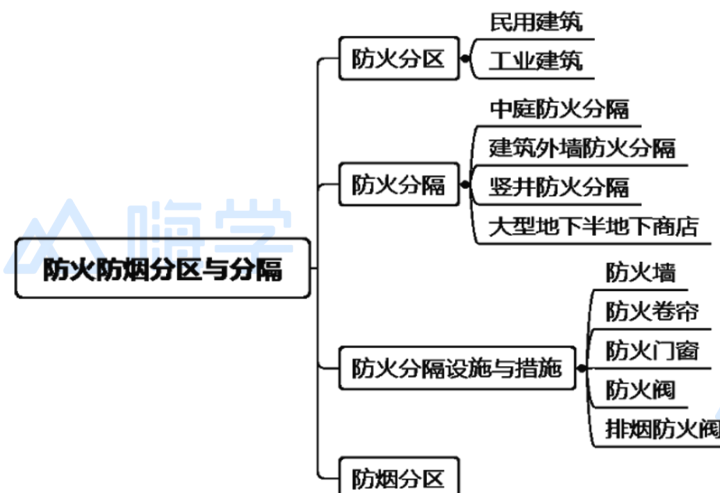 防火防烟分区与分隔
防火分区
民用建筑
工业建筑
防火分隔
中庭防火分隔
建筑外墙防火分隔
竖井防火分隔
大型地下半地下商店
防火分隔设施与措施
防火墙
防火卷帘
防火门窗
防火阀
排烟防火阀
防烟分区
嗨学